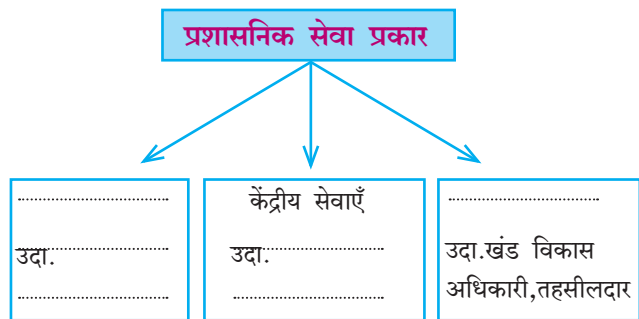 प्रशासनिक सेवा प्रकार
उदा.
केंद्रीय सेवाएँ
उदा.
उदा.खंड विकास
अधिकारी,तहसीलदार